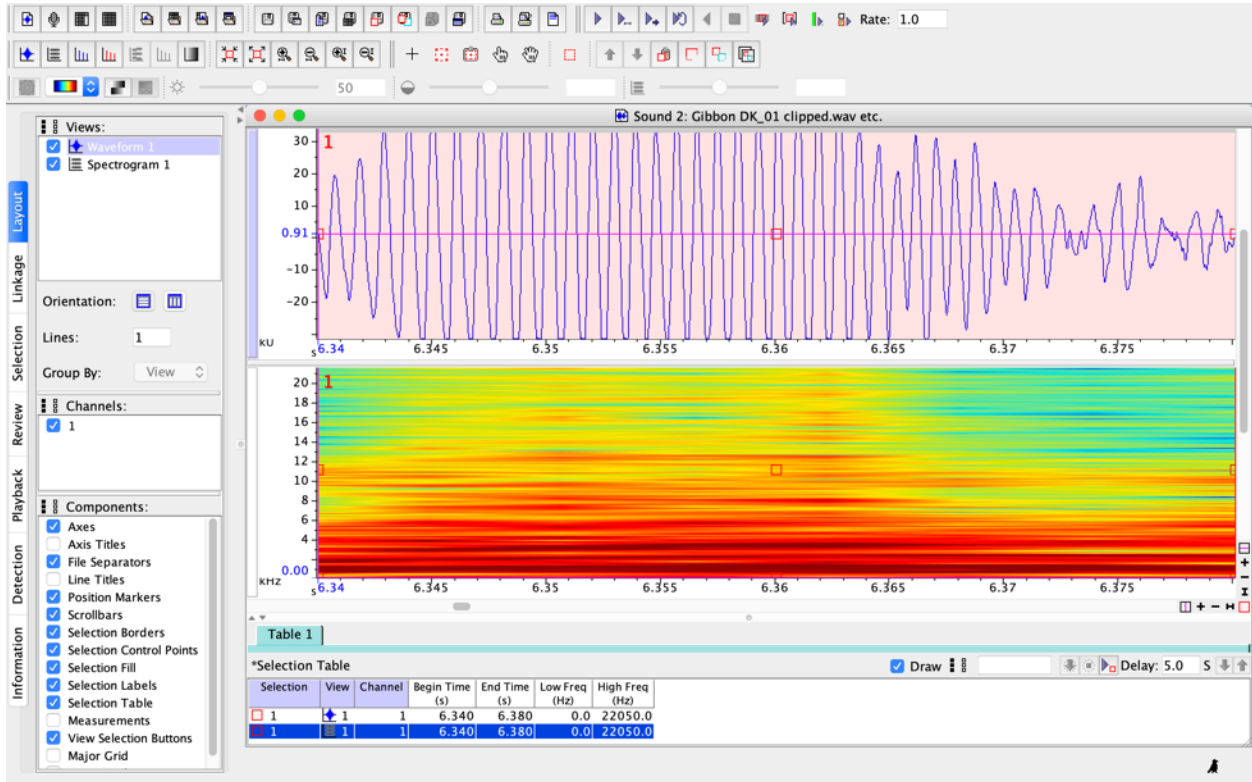 Rate: 1.0
50
Views:
Waveform 1
Spectrogram 1
Layout
Linkage
Selection
Review
Playback
Detection
Information
Orientation:
Lines: 1
Group By: View
Channels:
1
Components:
Axes
Axis Titles
File Separators
Line Titles
Position Markers
Scrollbars
Selection Borders
Selection Control Points
Selection Fill
Selection Labels
Selection Table
Measurements
View Selection Buttons
Major Grid
Sound 2: Gibbon DK_01 clipped.wav etc.
1
30
20
10
0.91
-10
-20
kU
s 6.34 6.345 6.35 6.355 6.36 6.365 6.37 6.375
1
20
18
16
14
12
10
8
6
4
0.00
kHz
s 6.34 6.345 6.35 6.355 6.36 6.365 6.37 6.375
Table 1
*Selection Table Draw Delay: 5.0 S
Selection View Channel Begin Time (s) End Time (s) Low Freq (Hz) High Freq (Hz)
1 1 1 6.340 6.380 0.0 22050.0
1 1 1 6.340 6.380 0.0 22050.0